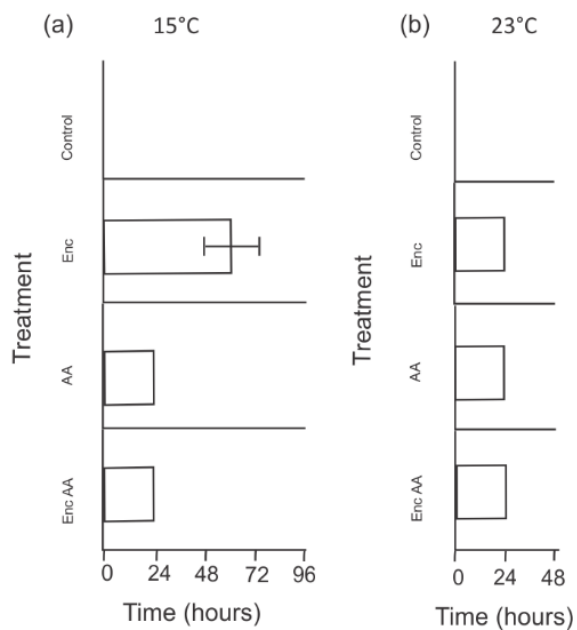 (a) 15°C
Control
Enc
AA
Enc AA
Treatment
0 24 48 72 96
Time (hours)
(b) 23°C
Control
Enc
AA
Enc AA
Treatment
0 24 48
Time (hours)